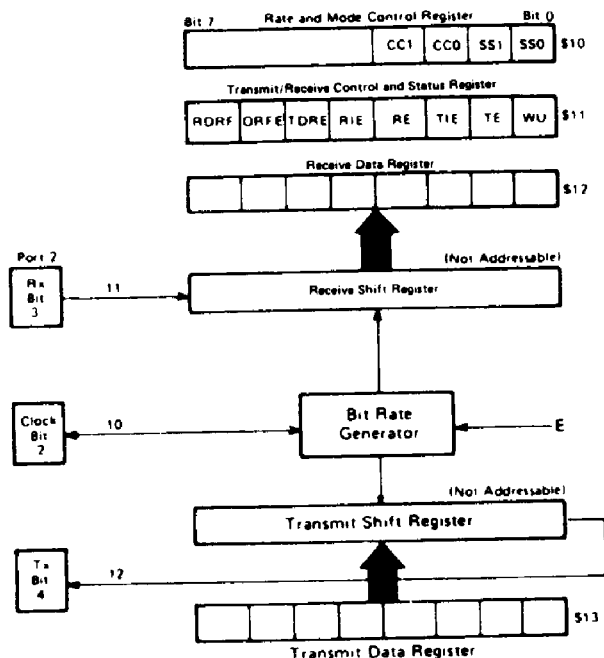 Bit 7 Rate and Mode Control Register Bit 0
CC1 CC0 SS1 SS0 $10
Transmit/Receive Control and Status Register
RDRF ORFE TDRE RIE RE TIE TE WU $11
Receive Data Register
$12
Port 2
(Not Addressable)
Rx
Bit
3
11
Receive Shift Register
Clock
Bit
2
10
Bit Rate
Generator
E
(Not Addressable)
Transmit Shift Register
Tx
Bit
4
12
$13
Transmit Data Register